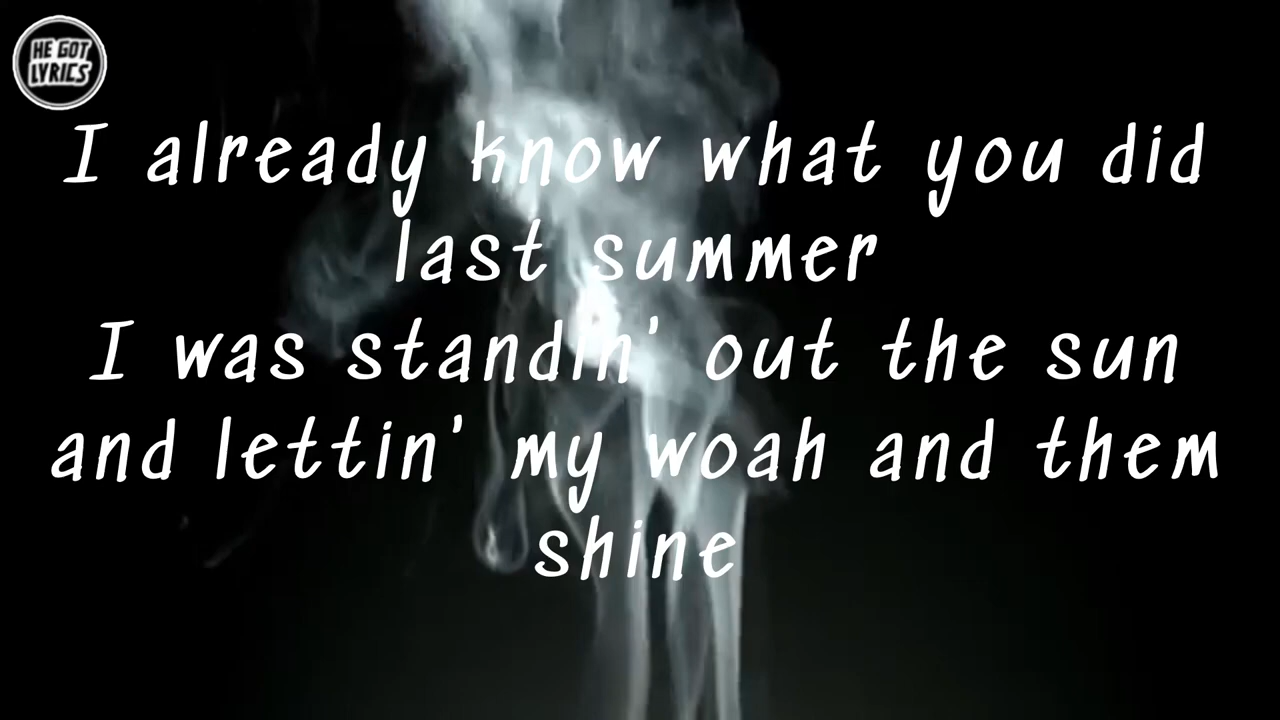 HE GOT
LYRICS
I already know what you did
last summer
I was standin' out the sun
and lettin' my woah and them
shine